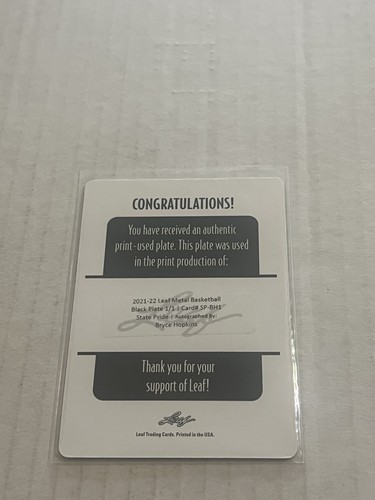 CONGRATULATIONS!
You have received an authentic
print-used plate. This plate was used
in the print production of:
2021-22 Leaf Metal Basketball
Black Plate 1/1 | Card# SP-BH1
State Pride | Autographed By:
Bryce Hopkins
Leaf
Thank you for your
support of Leaf!
Leaf
Leaf Trading Cards. Printed in the USA.